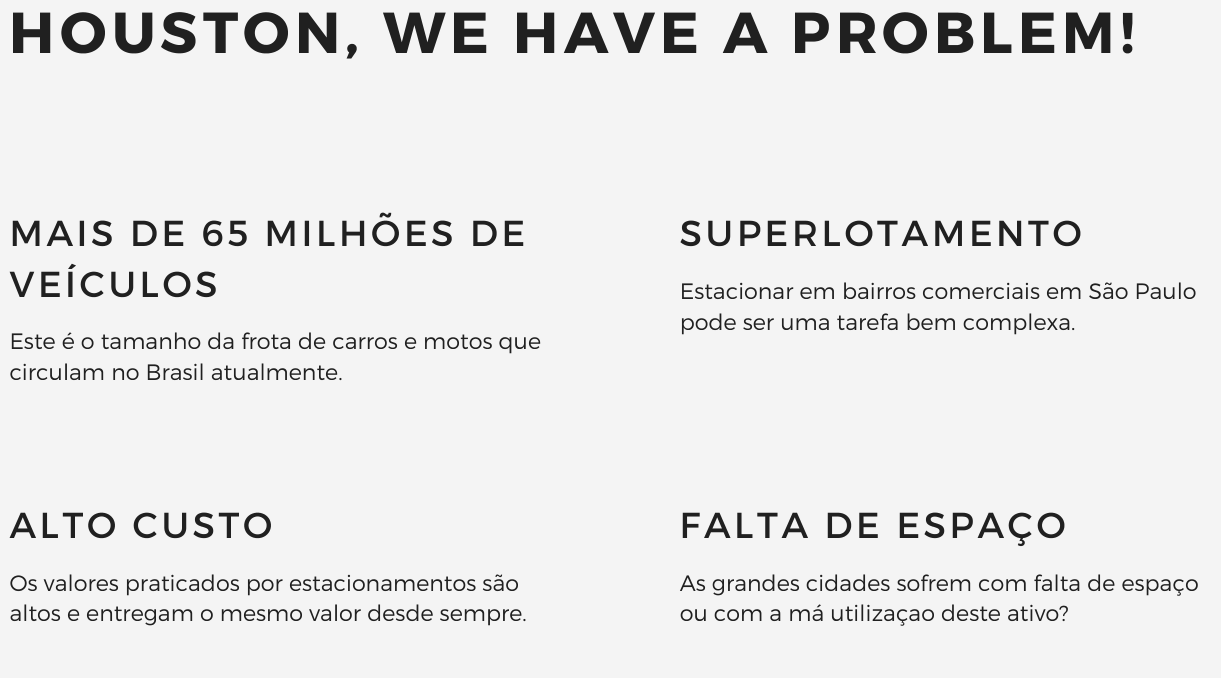 HOUSTON, WE HAVE A PROBLEM!
MAIS DE 65 MILHÕES DE
VEÍCULOS
Este é o tamanho da frota de carros e motos que
circulam no Brasil atualmente.
SUPERLOTAMENTO
Estacionar em bairros comerciais em São Paulo
pode ser uma tarefa bem complexa.
ALTO CUSTO
Os valores praticados por estacionamentos são
altos e entregam o mesmo valor desde sempre.
FALTA DE ESPAÇO
As grandes cidades sofrem com falta de espaço
ou com a má utilizaçao deste ativo?